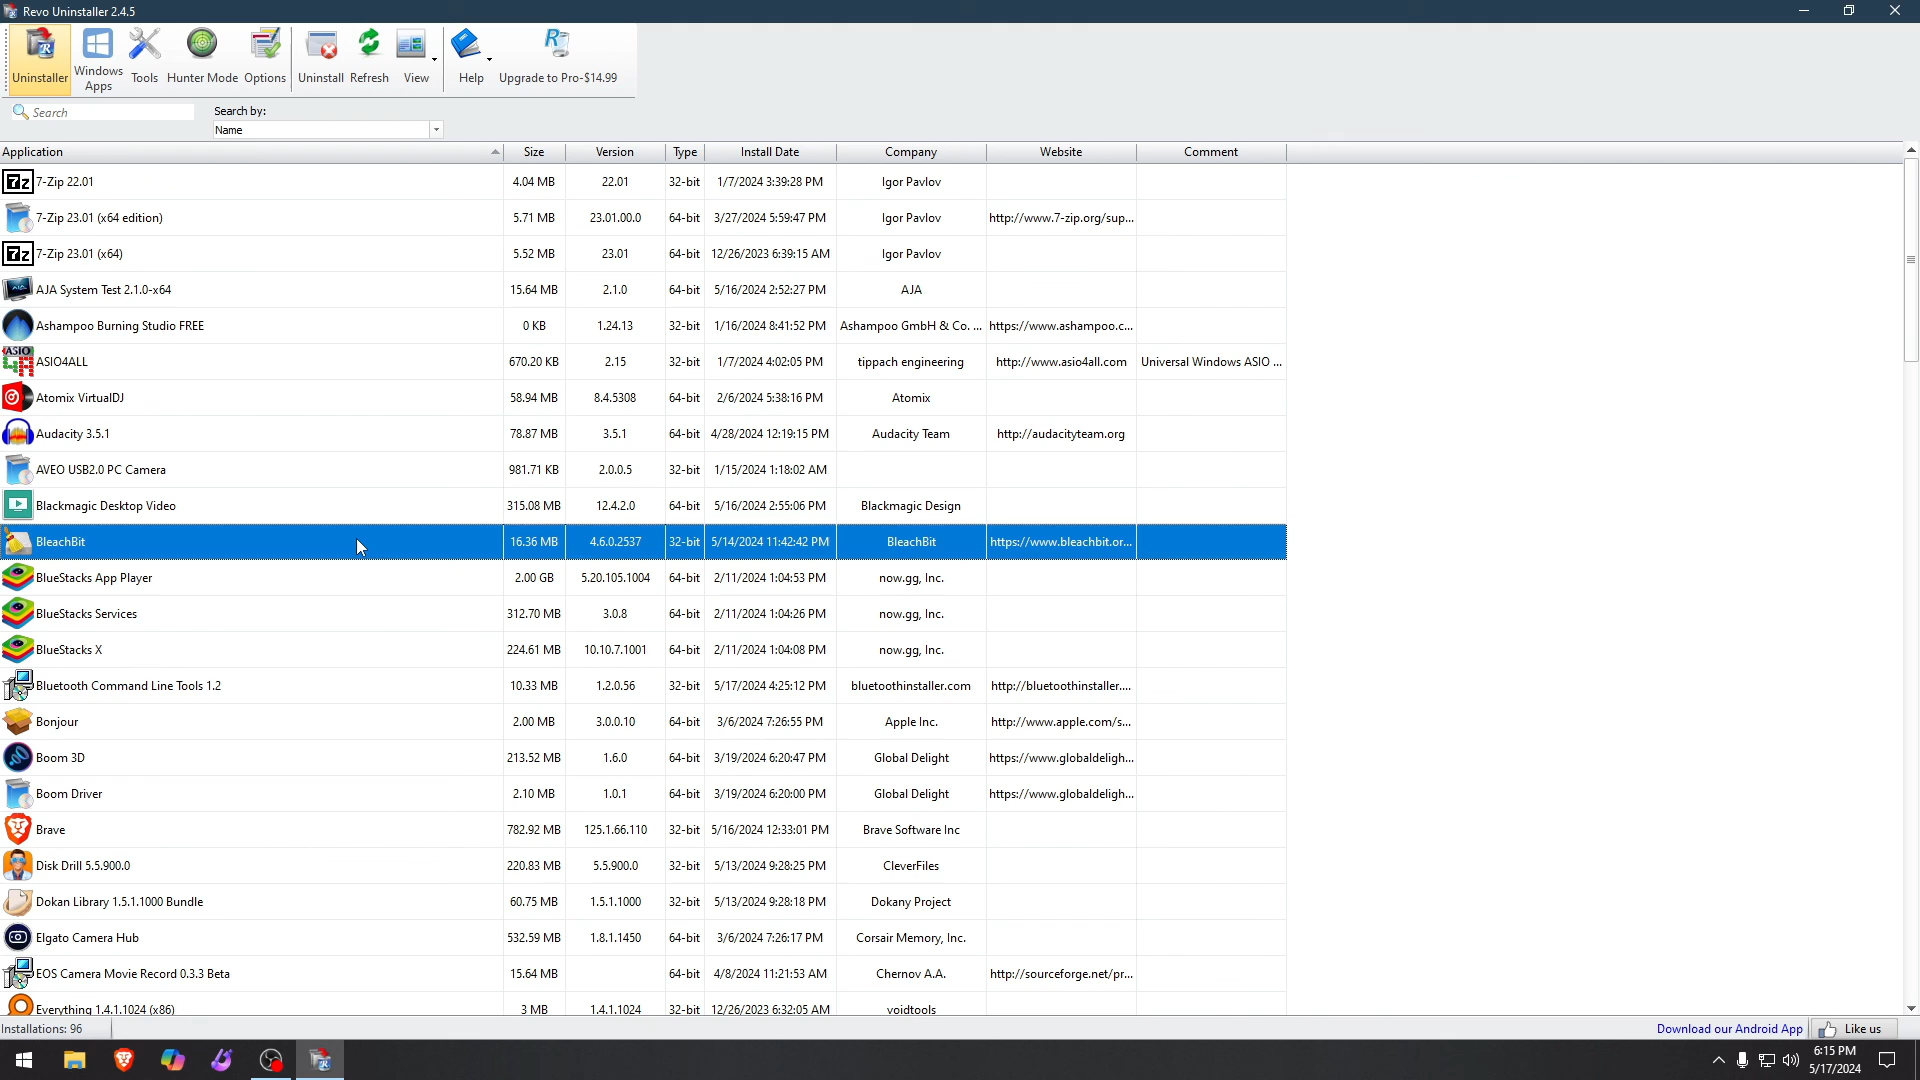 Revo Uninstaller 2.4.5
Uninstaller
Windows Apps
Tools
Hunter Mode
Options
Uninstall
Refresh
View
Help
Upgrade to Pro-$14.99
Search
Search by:
Name
Application Size Version Type Install Date Company Website Comment
7-Zip 22.01 4.04 MB 22.01 32-bit 1/7/2024 3:39:28 PM Igor Pavlov
7-Zip 23.01 (x64 edition) 5.71 MB 23.01.00.0 64-bit 3/27/2024 5:59:47 PM Igor Pavlov http://www.7-zip.org/sup...
7-Zip 23.01 (x64) 5.52 MB 23.01 64-bit 12/26/2023 6:39:15 AM Igor Pavlov
AJA System Test 2.1.0-x64 15.64 MB 2.1.0 64-bit 5/16/2024 2:52:27 PM AJA
Ashampoo Burning Studio FREE 0 KB 1.24.13 32-bit 1/16/2024 8:41:52 PM Ashampoo GmbH & Co. ... https://www.ashampoo.c...
ASIO4ALL 670.20 KB 2.15 32-bit 1/7/2024 4:02:05 PM tippach engineering http://www.asio4all.com Universal Windows ASIO ...
Atomix VirtualDJ 58.94 MB 8.4.5308 64-bit 2/6/2024 5:38:16 PM Atomix
Audacity 3.5.1 78.87 MB 3.5.1 64-bit 4/28/2024 12:19:15 PM Audacity Team http://audacityteam.org
AVEO USB2.0 PC Camera 981.71 KB 2.0.0.5 32-bit 1/15/2024 1:18:02 AM
Blackmagic Desktop Video 315.08 MB 12.4.2.0 64-bit 5/16/2024 2:55:06 PM Blackmagic Design
BleachBit 16.36 MB 4.6.0.2537 32-bit 5/14/2024 11:42:42 PM BleachBit https://www.bleachbit.or...
BlueStacks App Player 2.00 GB 5.20.105.1004 64-bit 2/11/2024 1:04:53 PM now.gg, Inc.
BlueStacks Services 312.70 MB 3.0.8 64-bit 2/11/2024 1:04:26 PM now.gg, Inc.
BlueStacks X 224.61 MB 10.10.7.1001 64-bit 2/11/2024 1:04:08 PM now.gg, Inc.
Bluetooth Command Line Tools 1.2 10.33 MB 1.2.0.56 32-bit 5/17/2024 4:25:12 PM bluetoothinstaller.com http://bluetoothinstaller....
Bonjour 2.00 MB 3.0.0.10 64-bit 3/6/2024 7:26:55 PM Apple Inc. http://www.apple.com/s...
Boom 3D 213.52 MB 1.6.0 64-bit 3/19/2024 6:20:47 PM Global Delight https://www.globaldeligh...
Boom Driver 2.10 MB 1.0.1 64-bit 3/19/2024 6:20:00 PM Global Delight https://www.globaldeligh...
Brave 782.92 MB 125.1.66.110 32-bit 5/16/2024 12:33:01 PM Brave Software Inc
Disk Drill 5.5.900.0 220.83 MB 5.5.900.0 32-bit 5/13/2024 9:28:25 PM CleverFiles
Dokan Library 1.5.1.1000 Bundle 60.75 MB 1.5.1.1000 32-bit 5/13/2024 9:28:18 PM Dokany Project
Elgato Camera Hub 532.59 MB 1.8.1.1450 64-bit 3/6/2024 7:26:17 PM Corsair Memory, Inc.
EOS Camera Movie Record 0.3.3 Beta 15.64 MB 64-bit 4/8/2024 11:21:53 AM Chernov A.A. http://sourceforge.net/pr...
Everything 1.4.1.1024 (x86) 3 MB 1.4.1.1024 32-bit 12/26/2023 6:32:05 AM voidtools
Installations: 96
Download our Android App
Like us
6:15 PM
5/17/2024